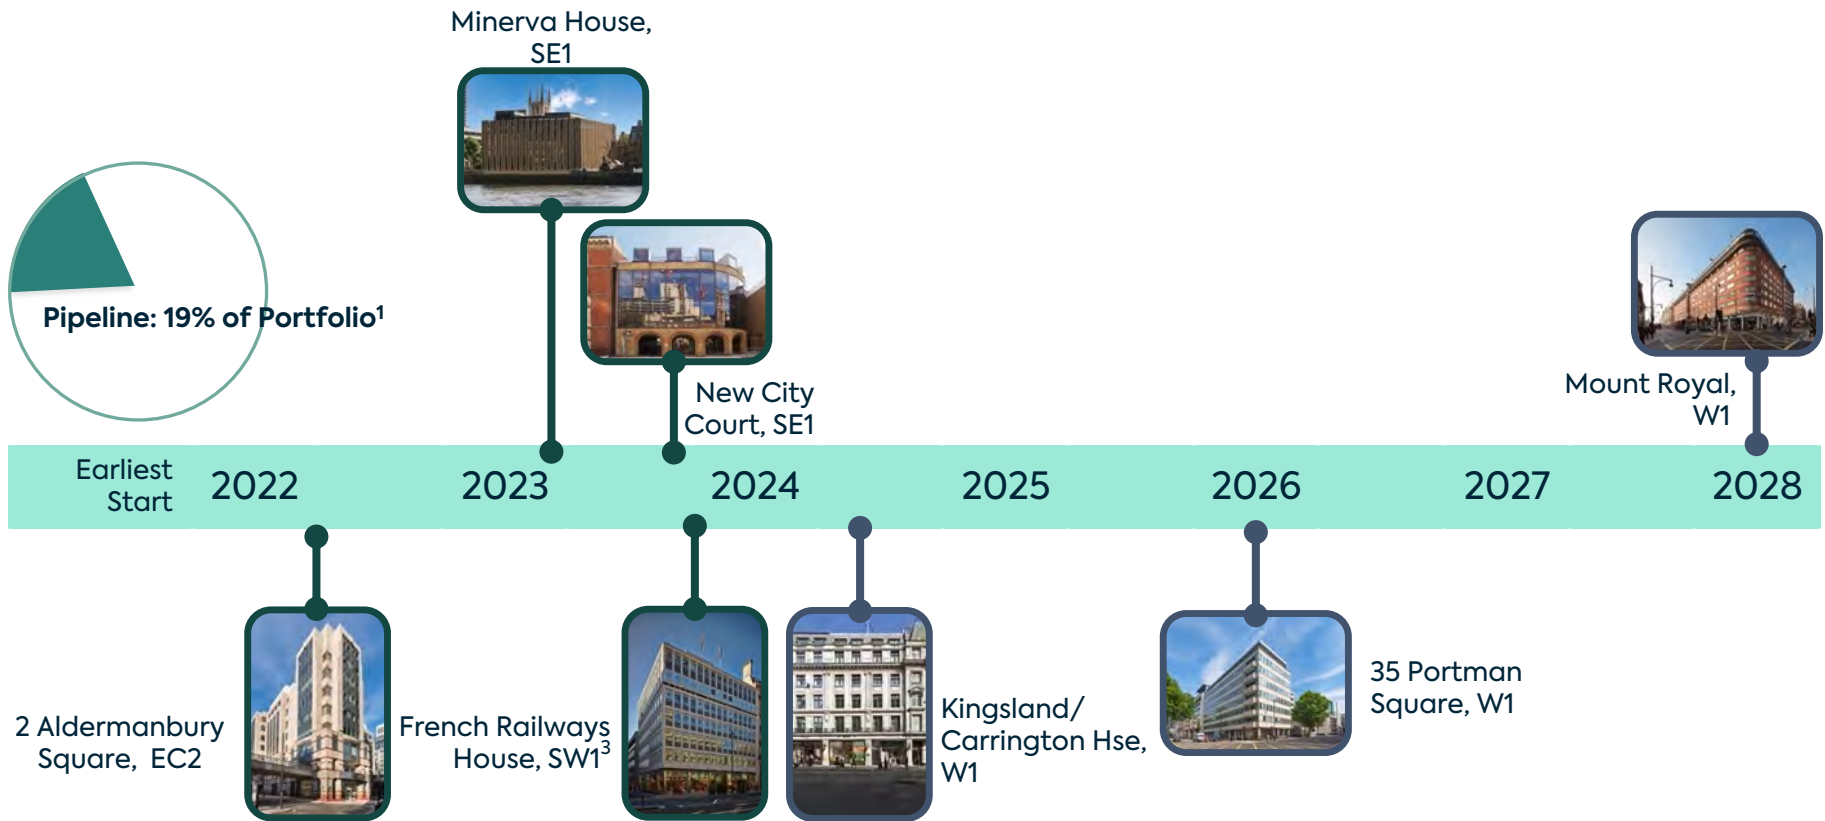 Minerva House,
SE1
Pipeline: 19% of Portfolio1
New City
Court, SE1
Mount Royal,
W1
Earliest
Start
2022
2023
2024
2025
2026
2027
2028
2 Aldermanbury
Square, EC2
French Railways
House, SW13
Kingsland/
Carrington Hse,
W1
35 Portman
Square, W1